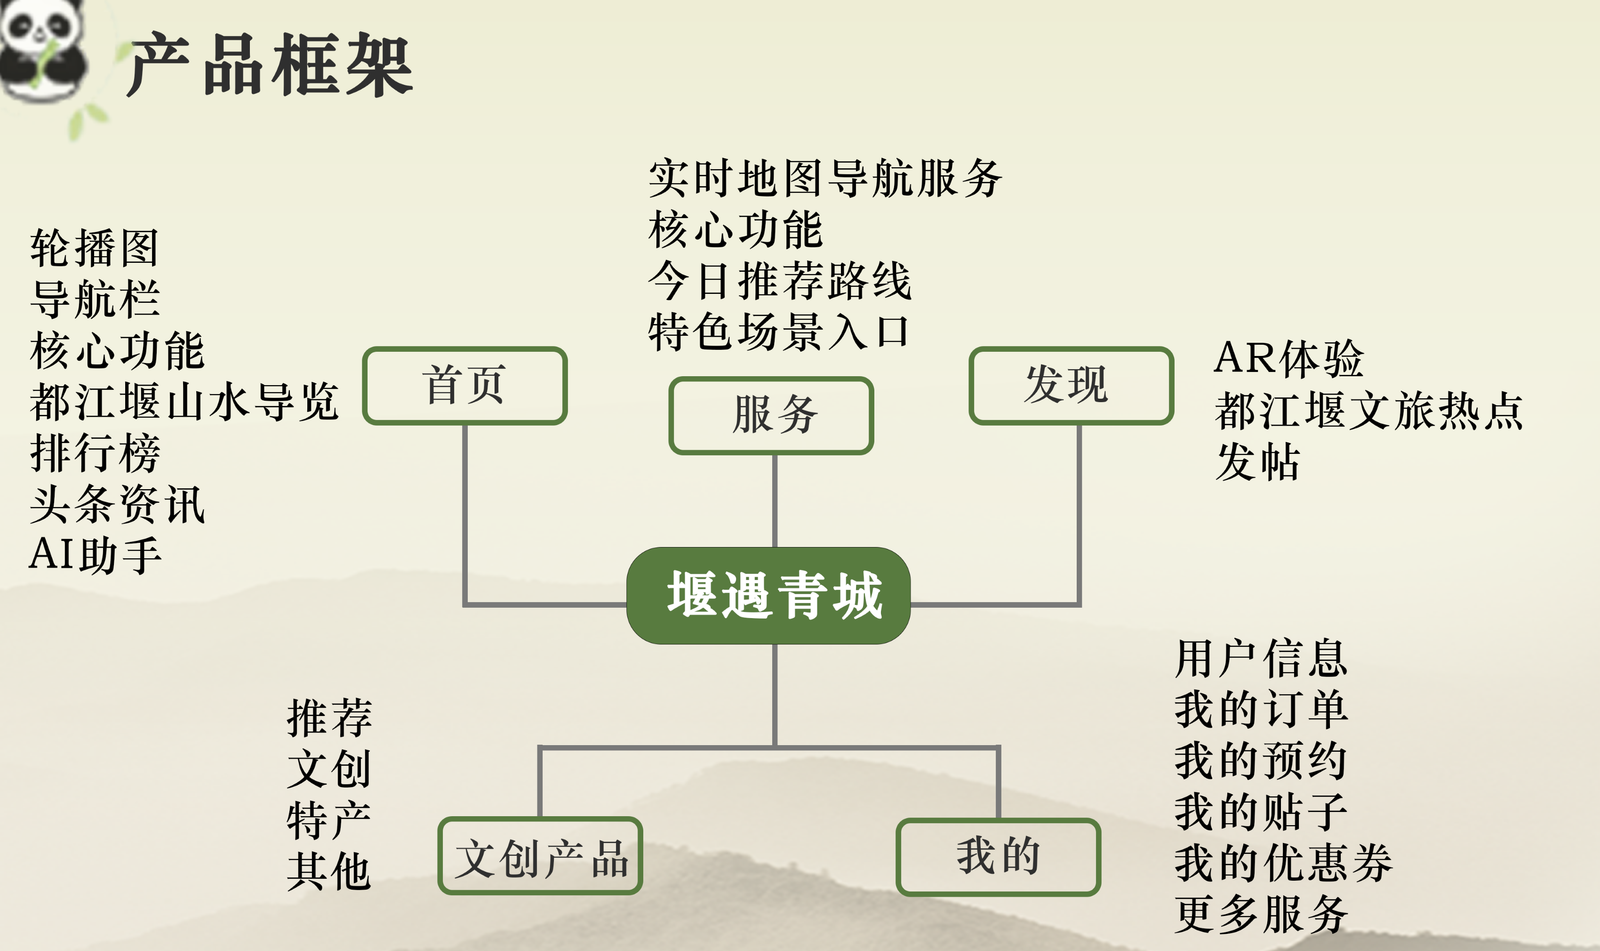 产品框架
实时地图导航服务
核心功能
今日推荐路线
特色场景入口
轮播图
导航栏
核心功能
都江堰山水导览
排行榜
头条资讯
AI助手
首页
服务
发现
AR体验
都江堰文旅热点
发帖
堰遇青城
推荐
文创
特产
其他
文创产品
我的
用户信息
我的订单
我的预约
我的贴子
我的优惠券
更多服务